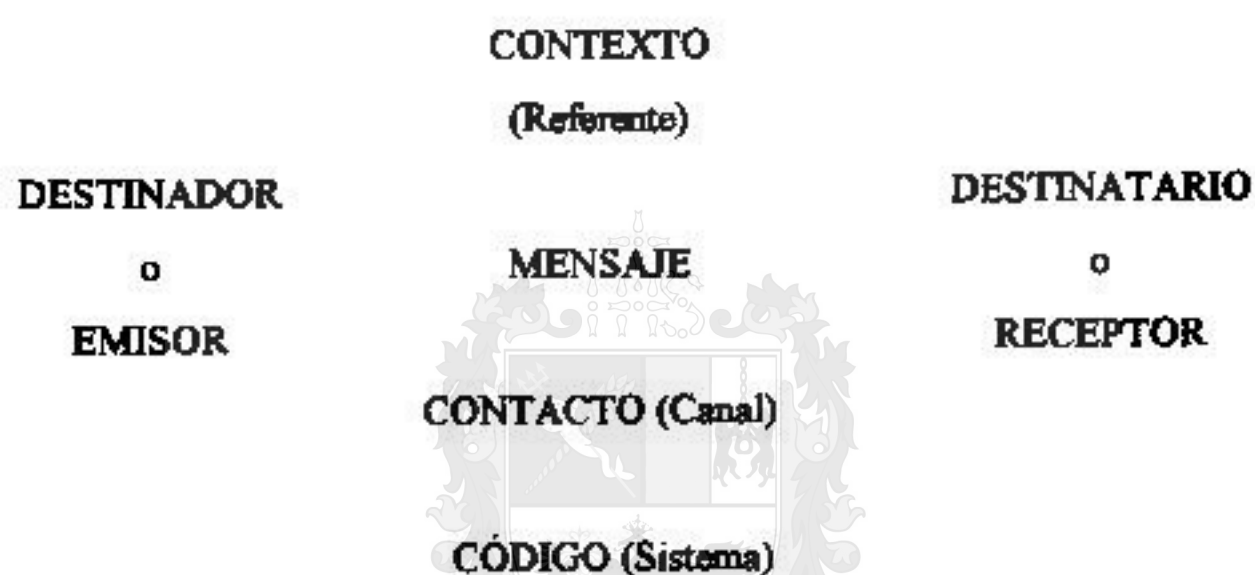 CONTEXTO
(Referente)
DESTINADOR
o
EMISOR
MENSAJE
DESTINATARIO
o
RECEPTOR
CONTACTO (Canal)
CÓDIGO (Sistema)